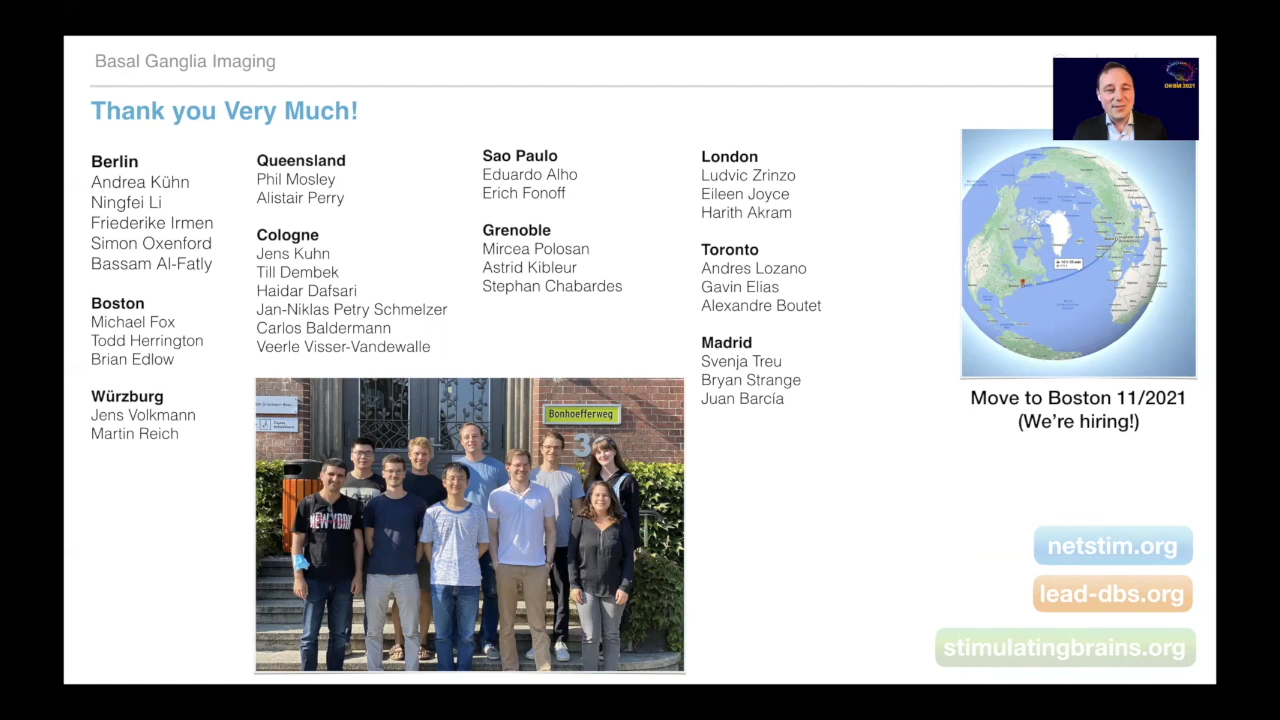 Basal Ganglia Imaging
OHBM 2021
Thank you Very Much!
Berlin
Andrea Kühn
Ningfei Li
Friederike Irmen
Simon Oxenford
Bassam Al-Fatly
Boston
Michael Fox
Todd Herrington
Brian Edlow
Würzburg
Jens Volkmann
Martin Reich
Queensland
Phil Mosley
Alistair Perry
Cologne
Jens Kuhn
Till Dembek
Haidar Dafsari
Jan-Niklas Petry Schmelzer
Carlos Baldermann
Veerle Visser-Vandewalle
Sao Paulo
Eduardo Alho
Erich Fonoff
Grenoble
Mircea Polosan
Astrid Kibleur
Stephan Chabardes
London
Ludvic Zrinzo
Eileen Joyce
Harith Akram
Toronto
Andres Lozano
Gavin Elias
Alexandre Boutet
Madrid
Svenja Treu
Bryan Strange
Juan Barcía
Bonhoefferweg
3
NEW YORK
Move to Boston 11/2021
(We're hiring!)
netstim.org
lead-dbs.org
stimulatingbrains.org